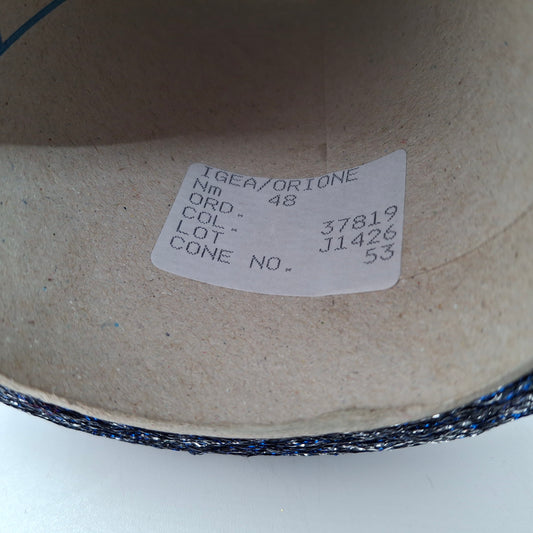 IGEA/ORIONE
Nm 48
ORD.
COL. 37819
LOT J1426
CONE NO. 53